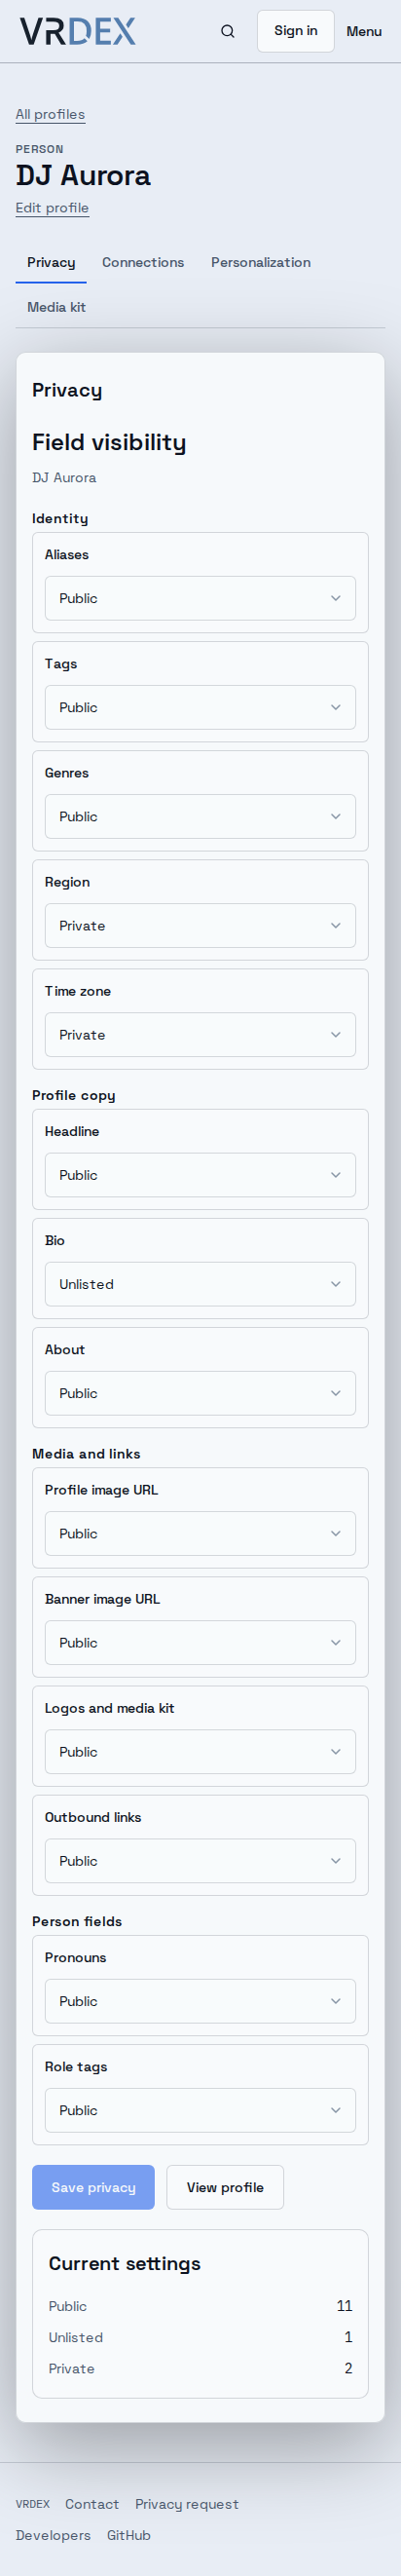 VRDEX
Sign in
Menu
All profiles
PERSON
DJ Aurora
Edit profile
Privacy
Connections
Personalization
Media kit
Privacy
Field visibility
DJ Aurora
Identity
Aliases
Public
Tags
Public
Genres
Public
Region
Private
Time zone
Private
Profile copy
Headline
Public
Bio
Unlisted
About
Public
Media and links
Profile image URL
Public
Banner image URL
Public
Logos and media kit
Public
Outbound links
Public
Person fields
Pronouns
Public
Role tags
Public
Save privacy
View profile
Current settings
Public 11
Unlisted 1
Private 2
VRDEX Contact Privacy request
Developers GitHub